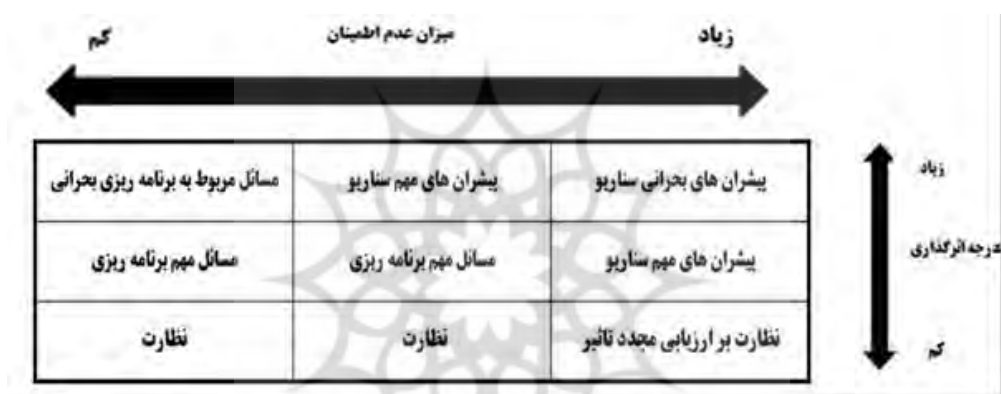 زیاد میزان عدم اطمینان کم
زیاد
پیشران های بحرانی سناریو پیشران های مهم سناریو مسائل مربوط به برنامه ریزی بحرانی
درجه اثرگذاری
پیشران های مهم سناریو مسائل مهم برنامه ریزی مسائل مهم برنامه ریزی
کم
نظارت بر ارزیابی مجدد تاثیر نظارت نظارت